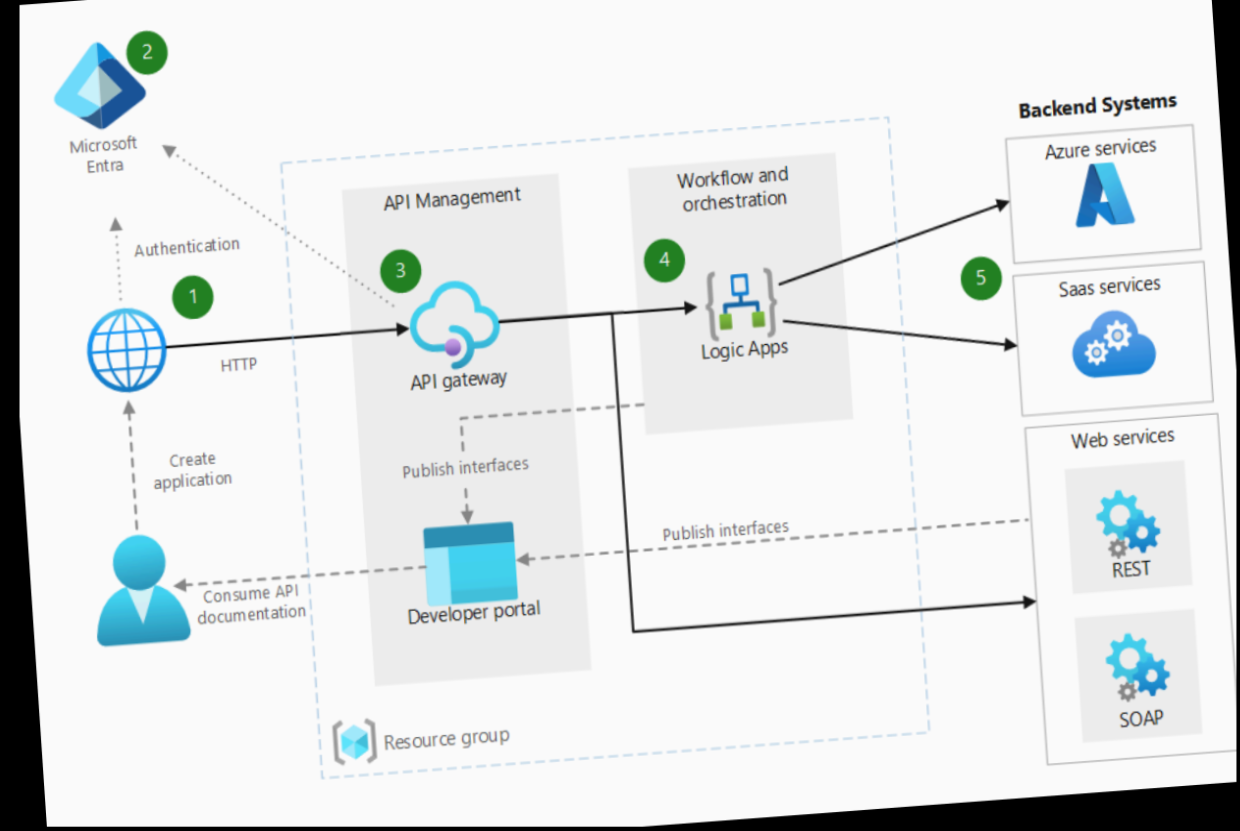 2
Microsoft
Entra
Authentication
1
HTTP
Create
application
Consume API
documentation
API Management
3
API gateway
Publish interfaces
Developer portal
Resource group
Workflow and
orchestration
4
Logic Apps
Publish interfaces
Backend Systems
Azure services
5
Saas services
Web services
REST
SOAP